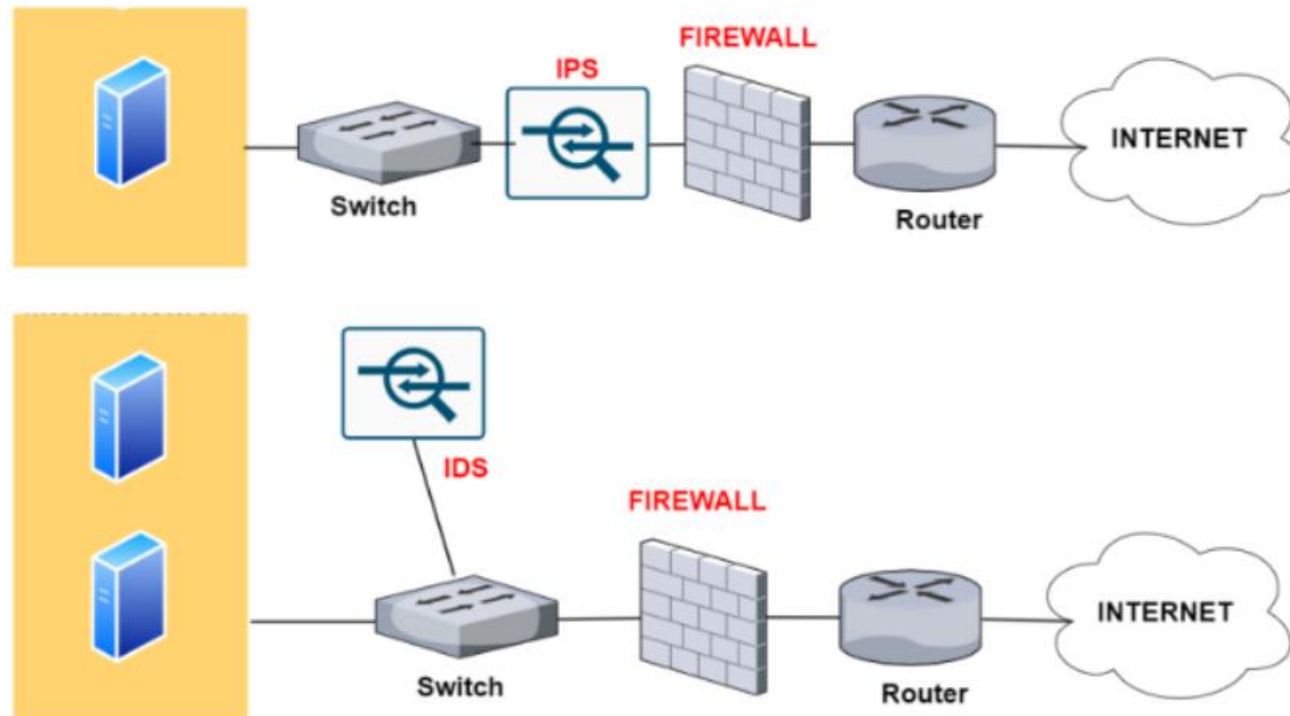 FIREWALL
IPS
INTERNET
Switch
Router
IDS
FIREWALL
INTERNET
Switch
Router